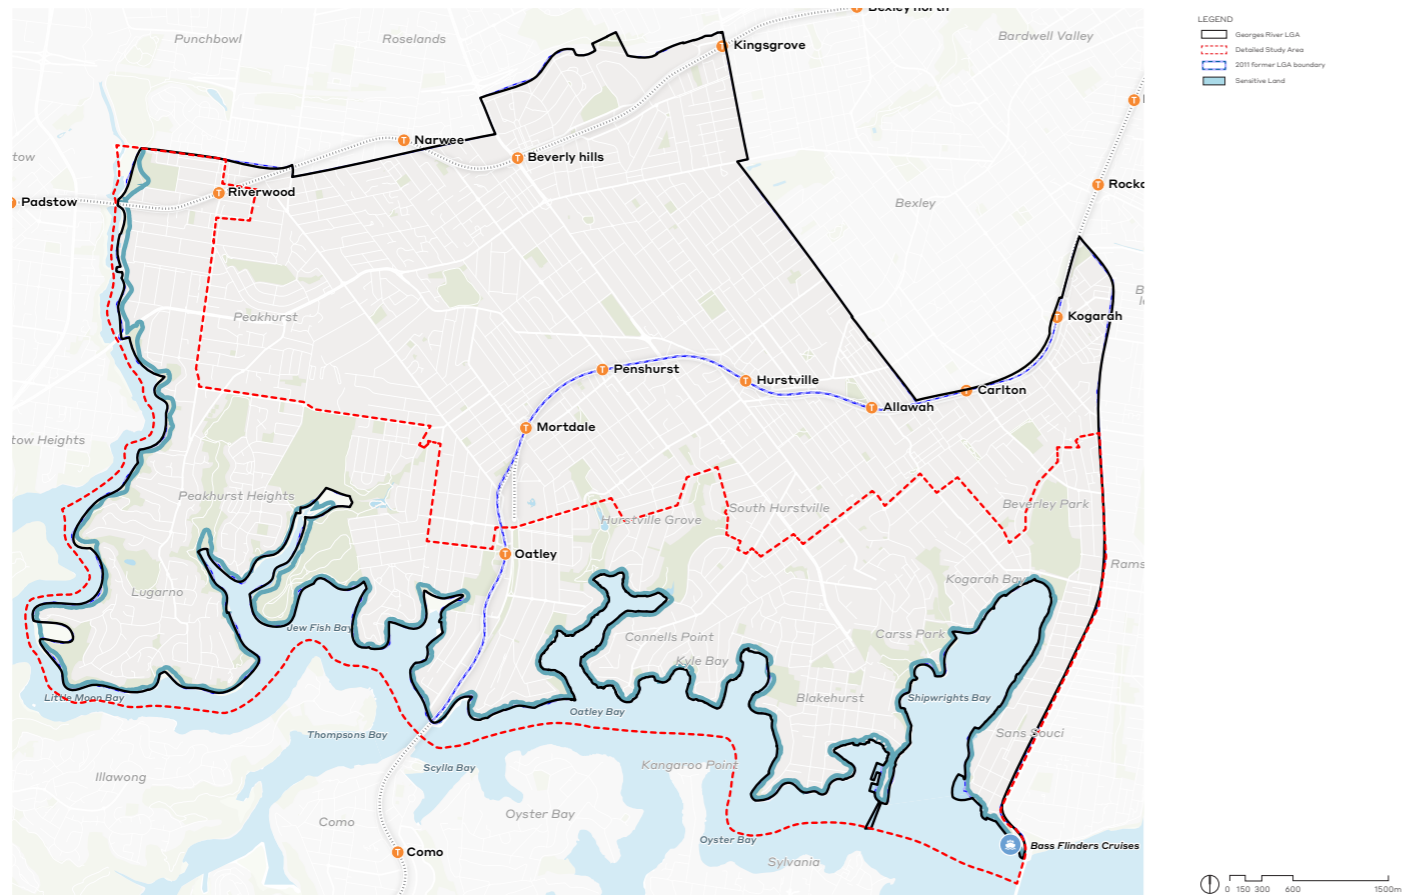 Bexley north
LEGEND
Punchbowl
Roselands
Bardwell Valley
Kingsgrove
Georges River LGA
Detailed Study Area
2011 former LGA boundary
Sensitive Land
Narwee
tow
Beverly hills
Riverwood
Rockd
Padstow
Bexley
Kogarah
Peakhurst
Penshurst
Hurstville
Carlton
Allawah
Mortdale
tow Heights
Peakhurst Heights
Beverley Park
South Hurstville
Hurstville Grove
Oatley
Rams
Kogarah Bay
Lugarno
Jew Fish Bay
Connells Point
Carss Park
Kyle Bay
Little Moon Bay
Blakehurst
Shipwrights Bay
Oatley Bay
Sans Souci
Thompsons Bay
Scylla Bay
Kangaroo Point
Illawong
Oyster Bay
Como
Oyster Bay
Bass Flinders Cruises
Como
Sylvania
0 150 300 600 1500m